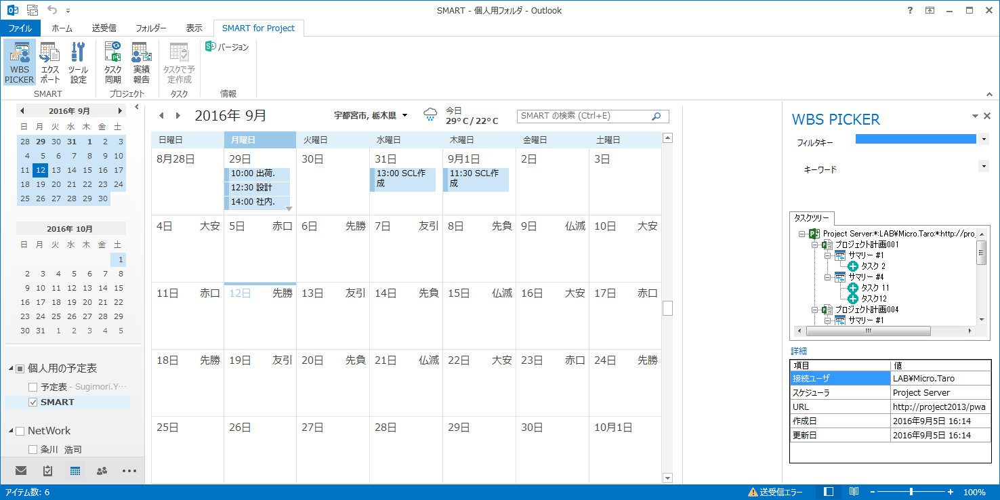 SMART - 個人用フォルダ - Outlook
ファイル ホーム 送受信 フォルダー 表示 SMART for Project
WBS PICKER エクスポート ツール設定 タスク同期 実績報告 タスクで予定作成 バージョン
SMART プロジェクト タスク 情報
2016年 9月
日 月 火 水 木 金 土
28 29 30 31 1 2 3
4 5 6 7 8 9 10
11 12 13 14 15 16 17
18 19 20 21 22 23 24
25 26 27 28 29 30
2016年 10月
日 月 火 水 木 金 土
1
2 3 4 5 6 7 8
9 10 11 12 13 14 15
16 17 18 19 20 21 22
23 24 25 26 27 28 29
30 31 1 2 3 4 5
個人用の予定表
予定表 - Sugimori.Y…
SMART
NetWork
粂川 浩司
2016年 9月 宇都宮市, 栃木県 今日 29° C / 22° C SMART の検索 (Ctrl+E)
日曜日 月曜日 火曜日 水曜日 木曜日 金曜日 土曜日
8月28日 29日 30日 31日 9月1日 2日 3日
10:00 出荷.
12:30 設計
14:00 社内.
13:00 SCL作成
11:30 SCL作成
4日 大安 5日 赤口 6日 先勝 7日 友引 8日 先負 9日 仏滅 10日 大安
11日 赤口 12日 先勝 13日 友引 14日 先負 15日 仏滅 16日 大安 17日 赤口
18日 先勝 19日 友引 20日 先負 21日 仏滅 22日 大安 23日 赤口 24日 先勝
25日 26日 27日 28日 29日 30日 10月1日
WBS PICKER
フィルタキー
キーワード
タスクツリー
Project Server:*:LAB¥Micro.Taro:*:http://proj
プロジェクト計画001
サマリー #1
タスク 2
サマリー #4
タスク 11
タスク12
プロジェクト計画004
サマリー #1
詳細
項目 値
接続ユーザ LAB¥Micro.Taro
スケジューラ Project Server
URL http://project2013/pwa
作成日 2016年9月5日 16:14
更新日 2016年9月5日 16:14
アイテム数: 6 送受信エラー 100%